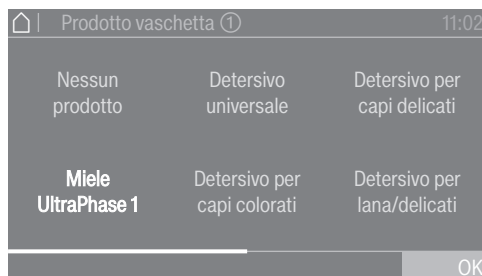 Prodotto vaschetta ①
11:02
Nessun
prodotto
Detersivo
universale
Detersivo per
capi delicati
Miele
UltraPhase 1
Detersivo per
capi colorati
Detersivo per
lana/delicati
OK